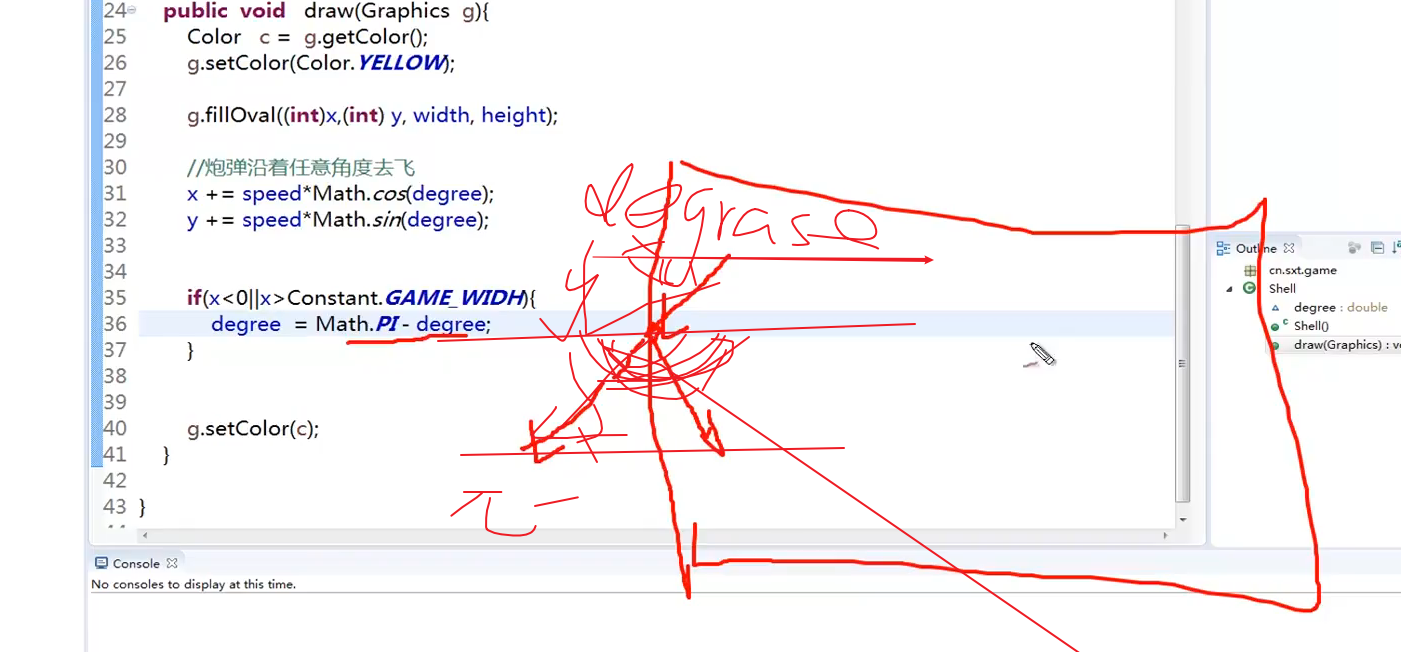 24 public void draw(Graphics g){
25 Color c = g.getColor();
26 g.setColor(Color.YELLOW);
27
28 g.fillOval((int)x,(int) y, width, height);
29
30 //炮弹沿着任意角度去飞
31 x += speed*Math.cos(degree);
32 y += speed*Math.sin(degree);
33
34
35 if(x<0||x>Constant.GAME_WIDH){
36 degree = Math.PI - degree;
37 }
38
39
40 g.setColor(c);
41 }
42
43 }
π-
Outline
cn.sxt.game
Shell
degree : double
Shell()
draw(Graphics) : v
Console
No consoles to display at this time.